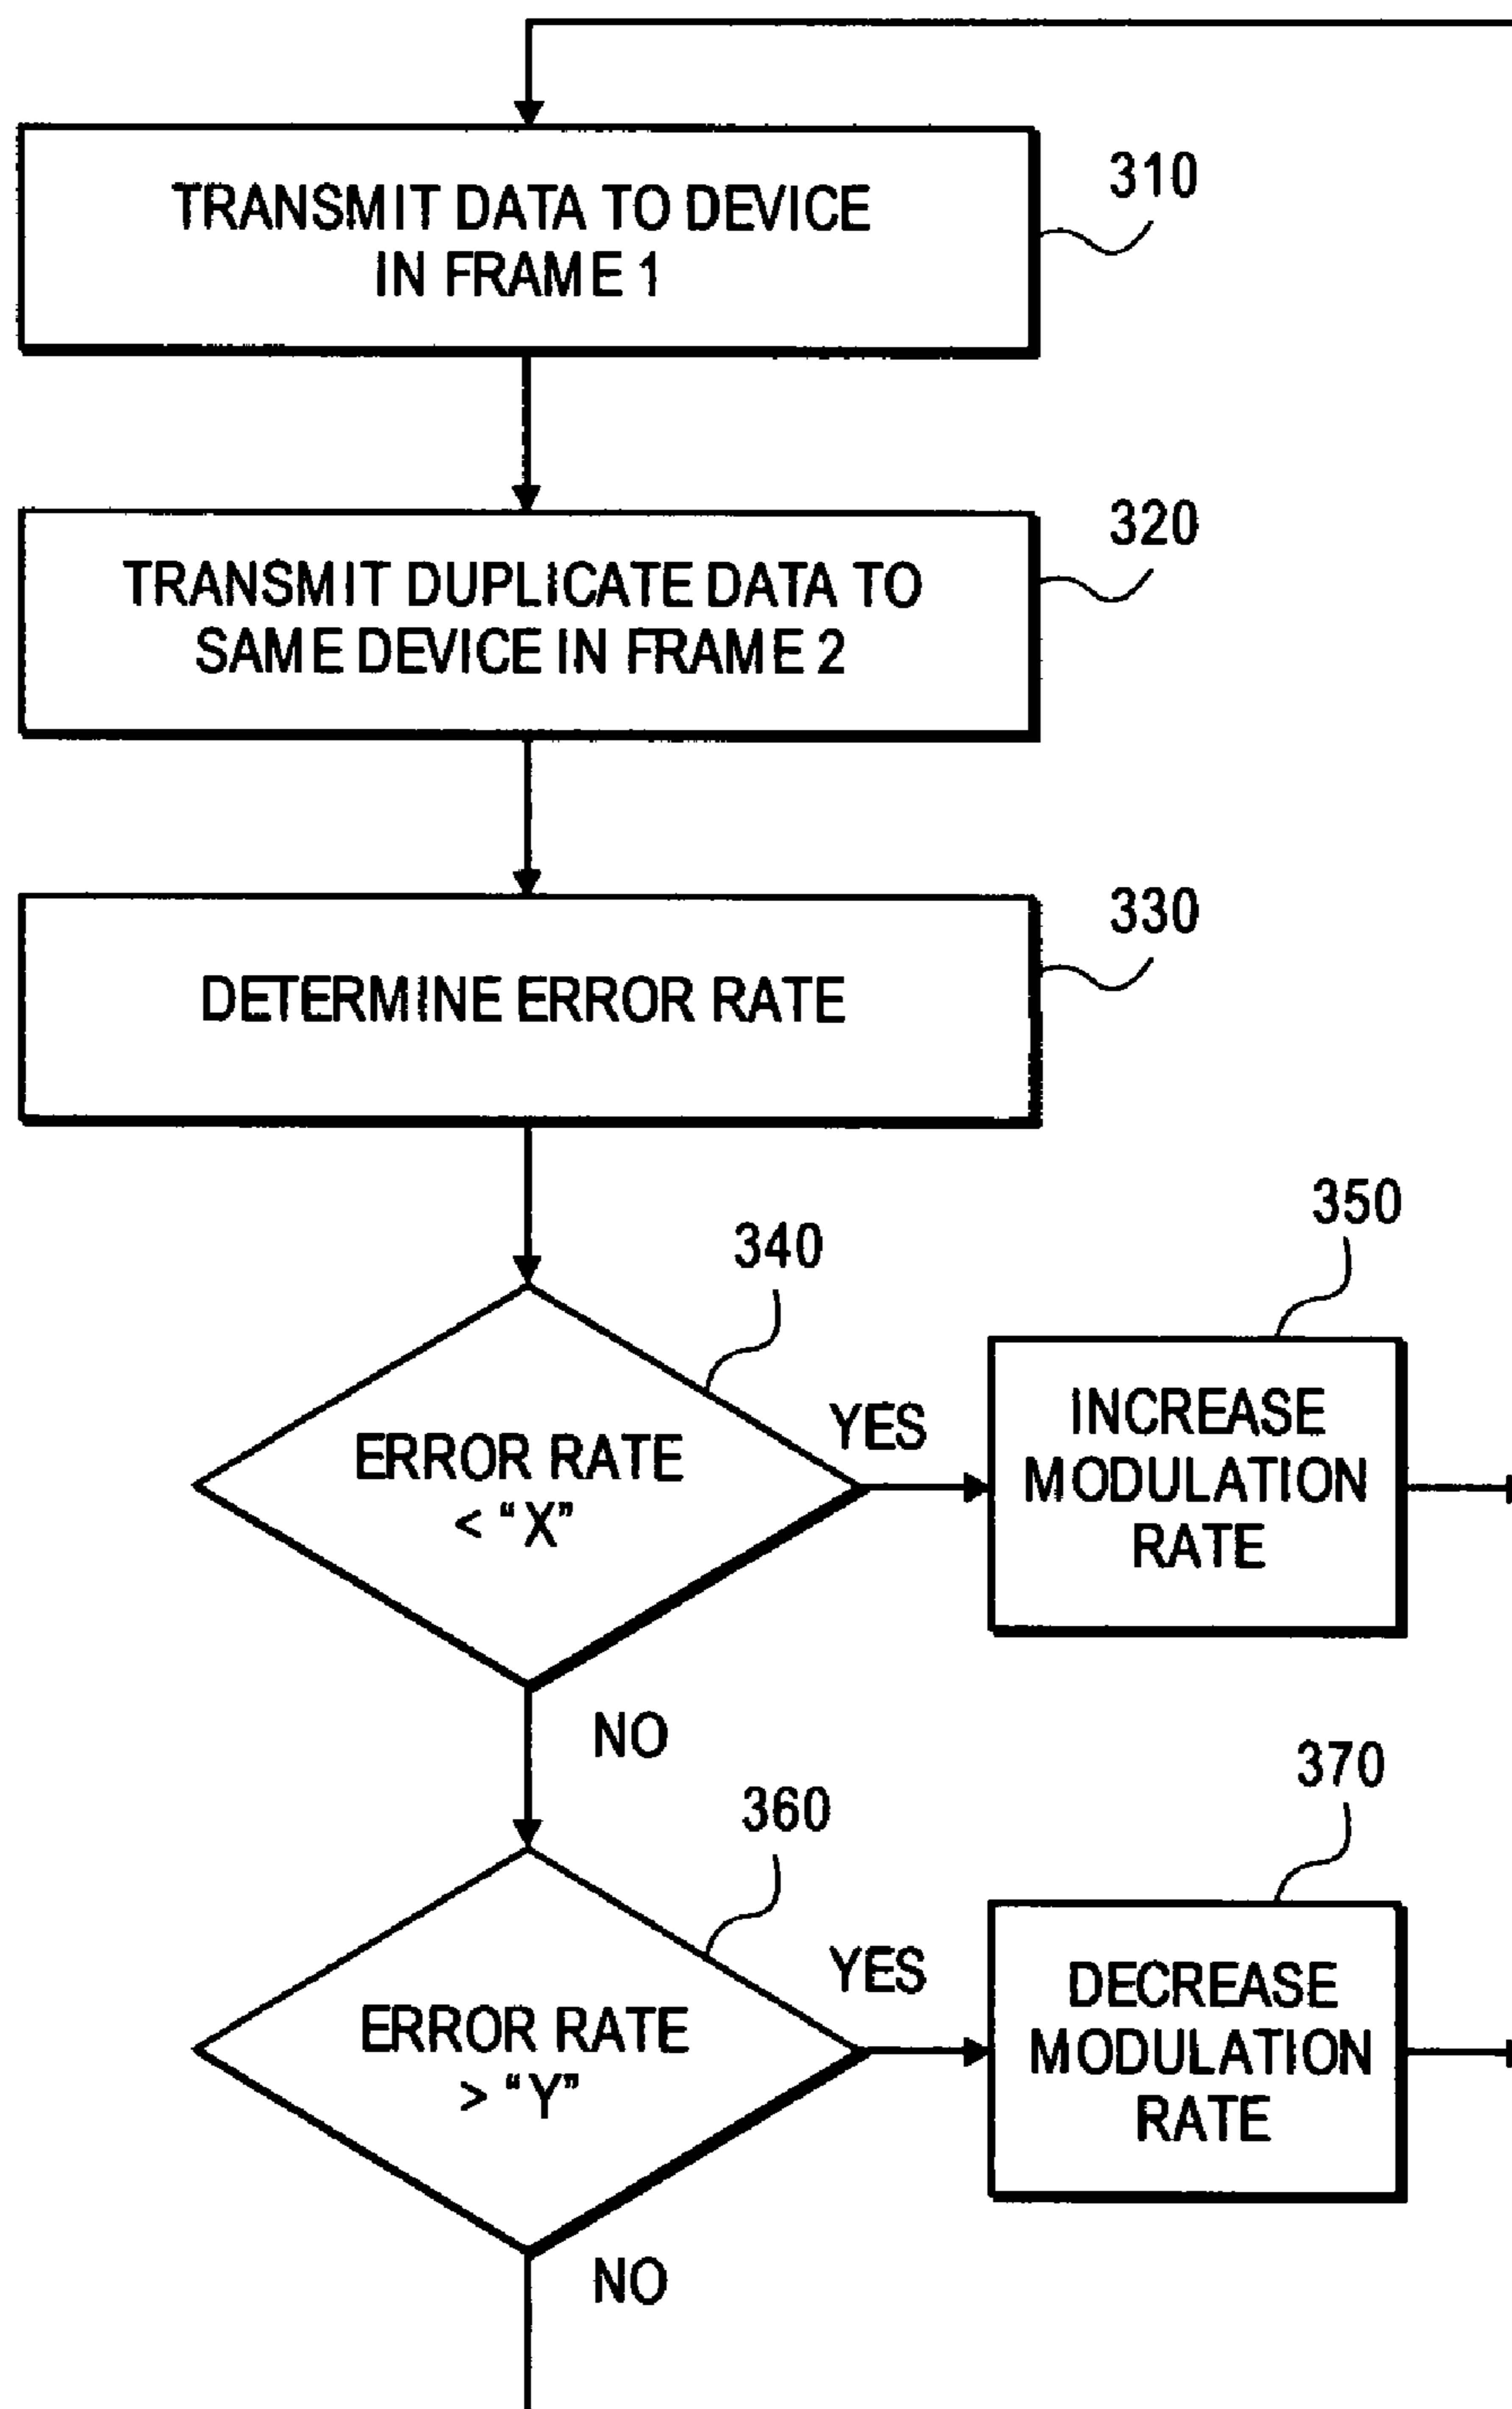 310
TRANSMIT DATA TO DEVICE
IN FRAME 1
320
TRANSMIT DUPLICATE DATA TO
SAME DEVICE IN FRAME 2
330
DETERMINE ERROR RATE
340
ERROR RATE
< “X”
YES
350
INCREASE
MODULATION
RATE
NO
360
ERROR RATE
> “Y”
YES
370
DECREASE
MODULATION
RATE
NO